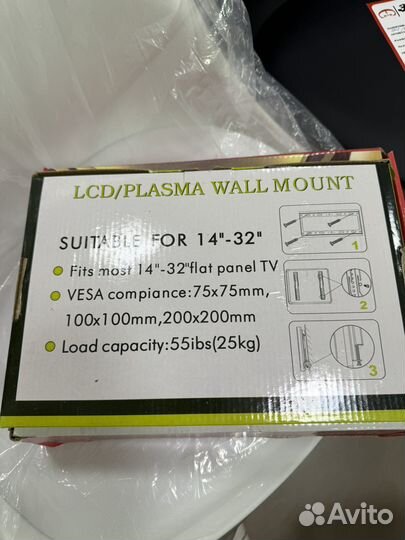 LCD/PLASMA WALL MOUNT
SUITABLE FOR 14"-32"
Fits most 14"-32"flat panel TV
VESA compiance:75x75mm,
100x100mm,200x200mm
Load capacity:55ibs(25kg)
1
2
3
Avito